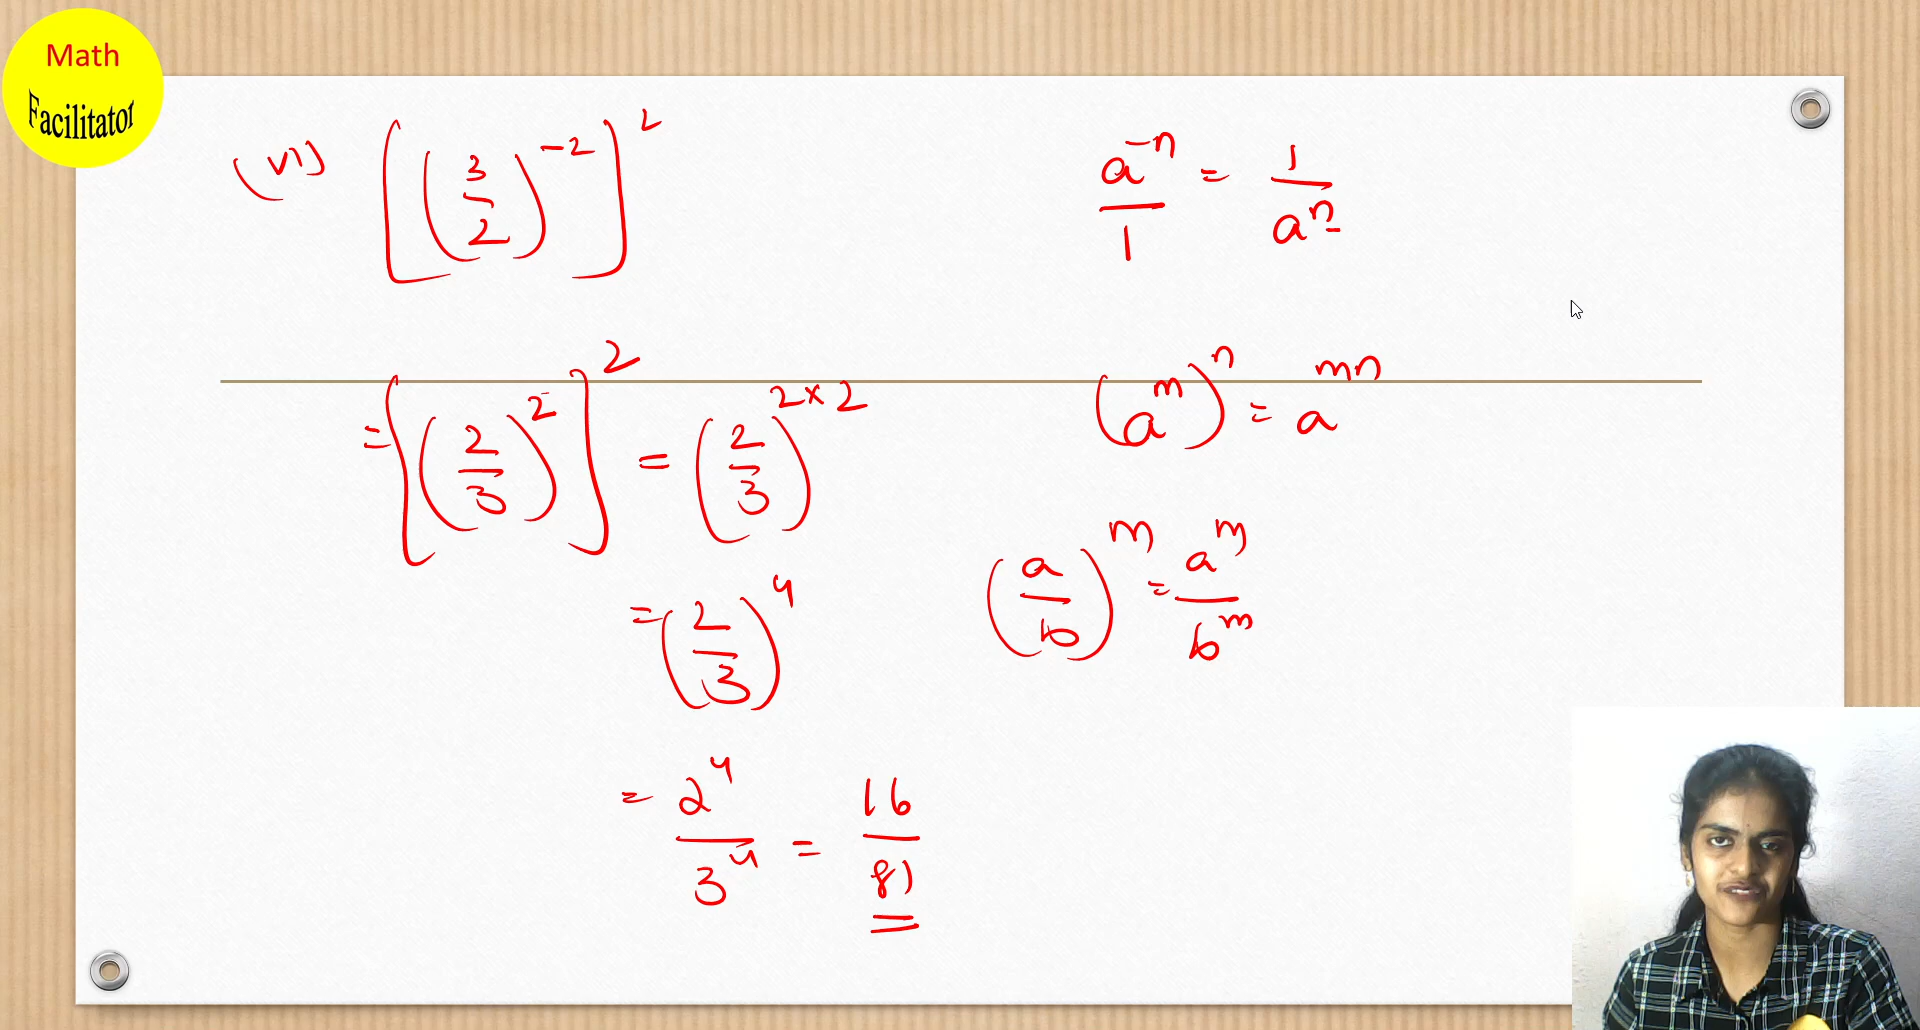 Math
Facilitator
(vi) [(3/2)^-2]^2
a^-n/1 = 1/a^n
= [(2/3)^2]^2 = (2/3)^2×2
(a^m)^n = a^mn
= (2/3)^4
(a/b)^m = a^m/b^m
= 2^4/3^4 = 16/81